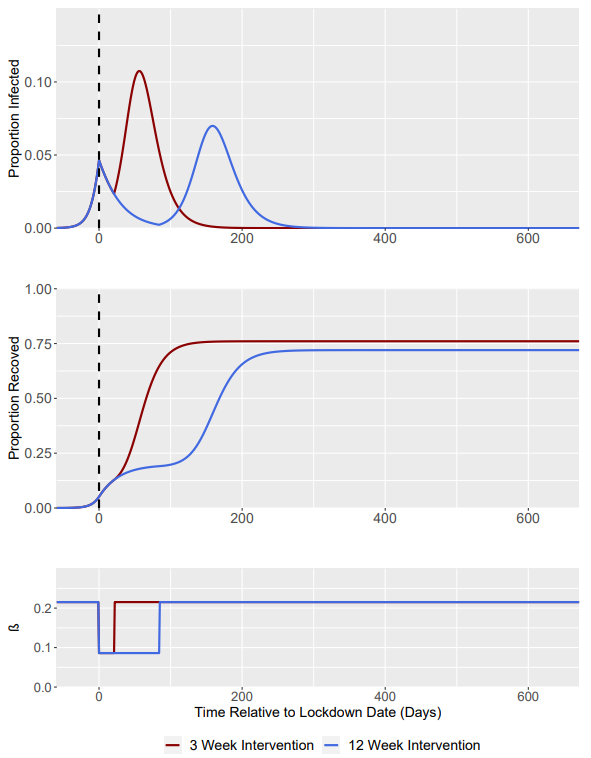 Proportion Infected
0.10
0.05
0.00
0 200 400 600
Proportion Recoved
1.00
0.75
0.50
0.25
0.00
0 200 400 600
ß
0.2
0.1
0.0
0 200 400 600
Time Relative to Lockdown Date (Days)
3 Week Intervention 12 Week Intervention